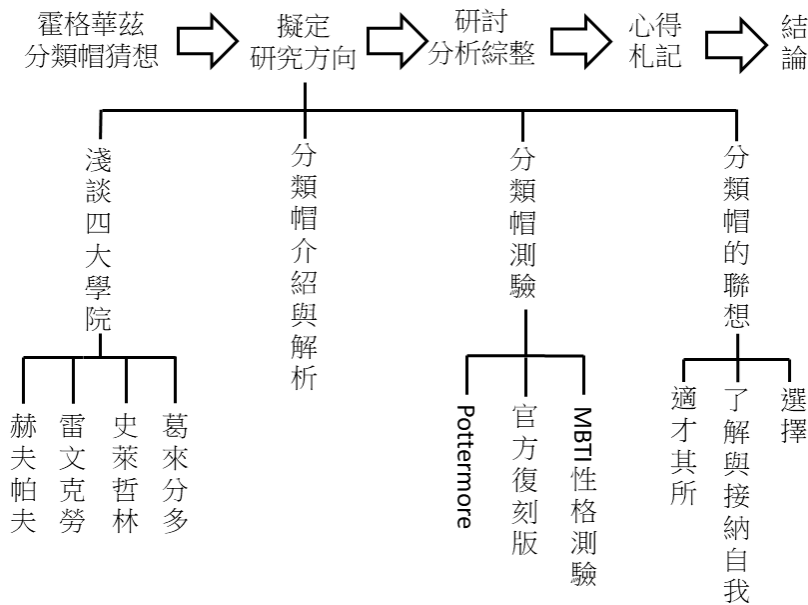 霍格華茲
分類帽猜想
擬定
研究方向
研討
分析綜整
心得
札記
結論
淺談四大學院
分類帽介紹與解析
分類帽測驗
分類帽的聯想
赫夫帕夫
雷文克勞
史萊哲林
葛來分多
Pottermore
官方復刻版
MBTI性格測驗
適才其所
了解與接納自我
選擇